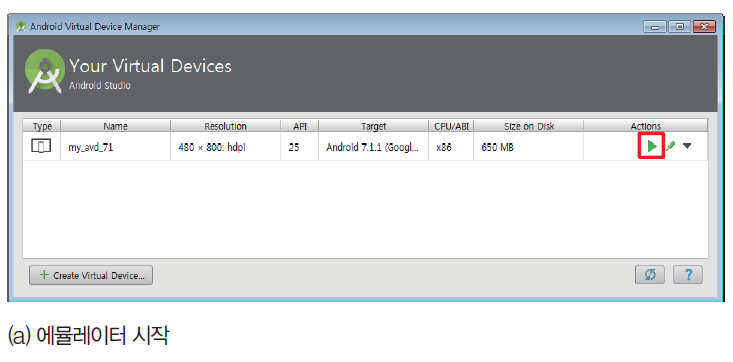 Android Virtual Device Manager
Your Virtual Devices
Android Studio
Type Name Resolution API Target CPU/ABI Size on Disk Actions
my_avd_71 480 × 800: hdpi 25 Android 7.1.1 (Googl... x86 650 MB
+ Create Virtual Device... ?
(a) 에뮬레이터 시작